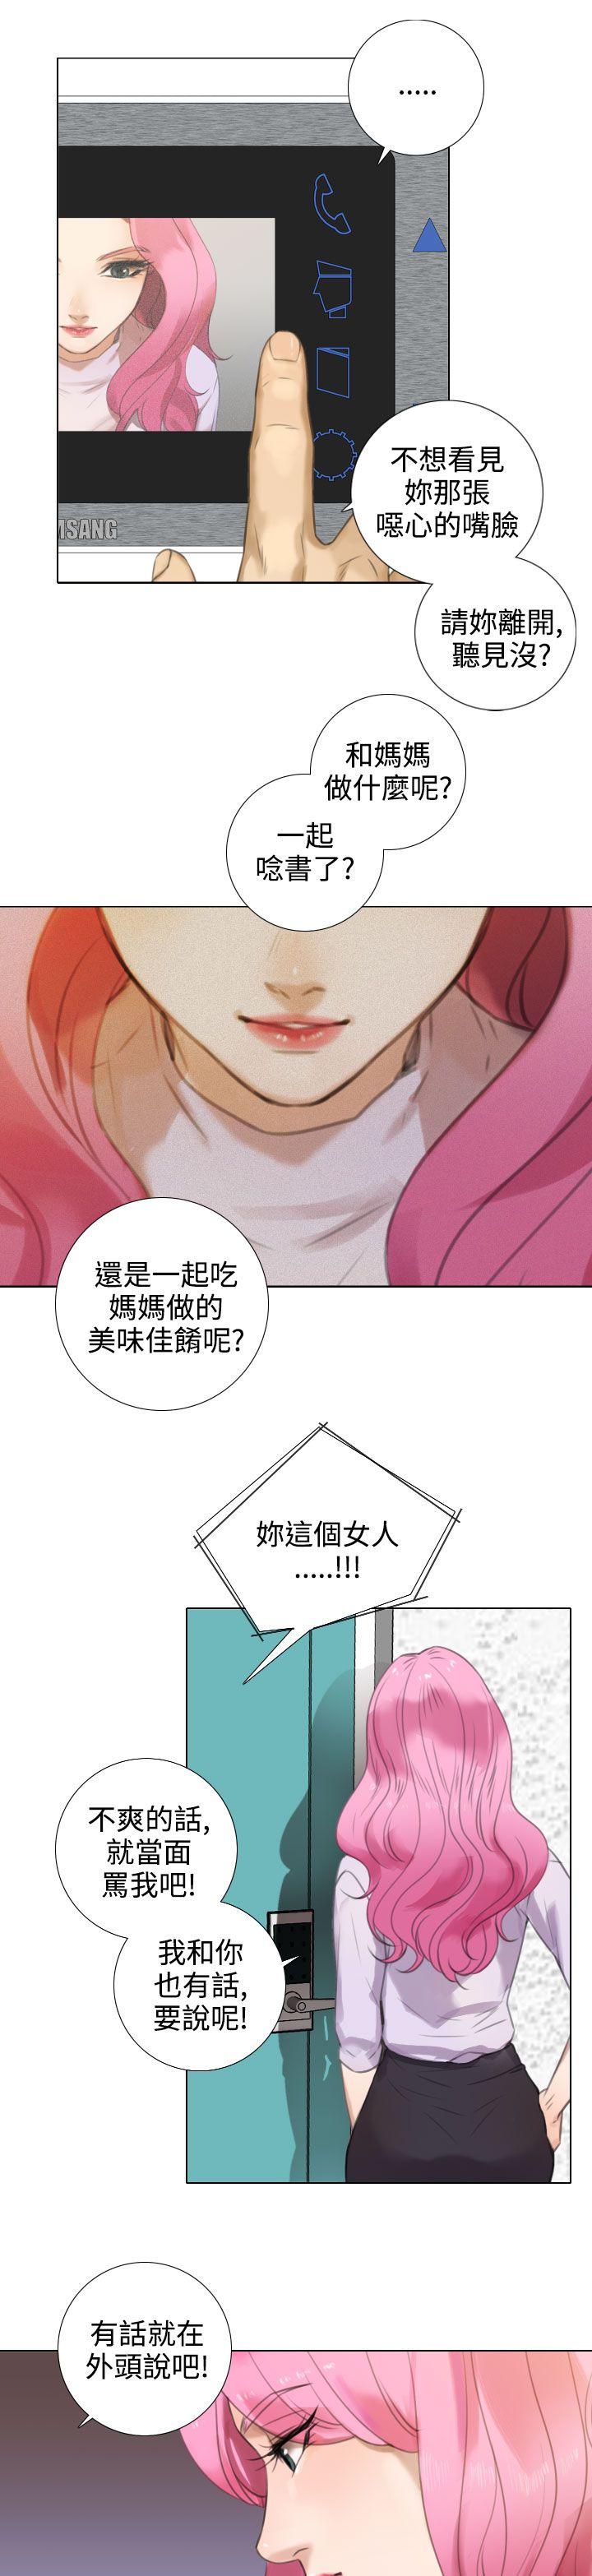 .....
MSANG
不想看見
妳那張
噁心的嘴臉
請妳離開,
聽見沒?
和媽媽
做什麼呢?
一起
唸書了?
還是一起吃
媽媽做的
美味佳餚呢?
妳這個女人
.....!!!
不爽的話,
就當面
罵我吧!
我和你
也有話,
要說呢!
有話就在
外頭說吧!